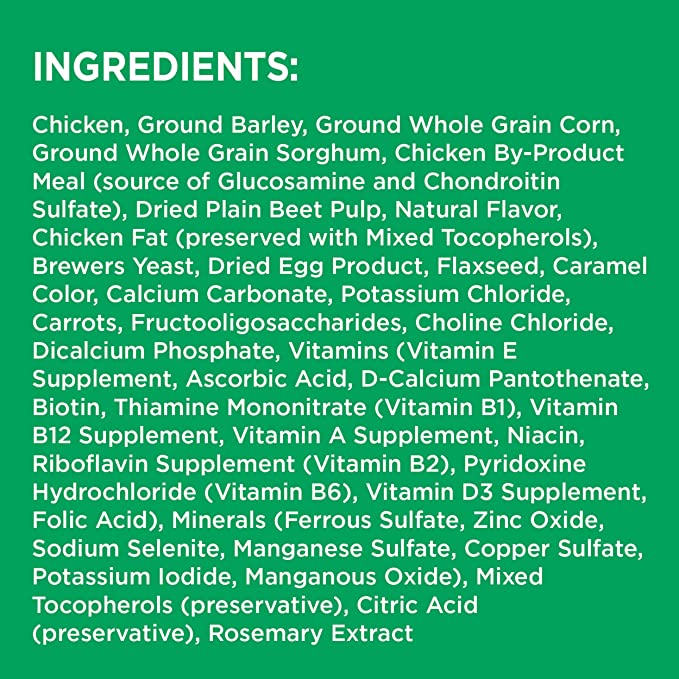 INGREDIENTS:
Chicken, Ground Barley, Ground Whole Grain Corn,
Ground Whole Grain Sorghum, Chicken By-Product
Meal (source of Glucosamine and Chondroitin
Sulfate), Dried Plain Beet Pulp, Natural Flavor,
Chicken Fat (preserved with Mixed Tocopherols),
Brewers Yeast, Dried Egg Product, Flaxseed, Caramel
Color, Calcium Carbonate, Potassium Chloride,
Carrots, Fructooligosaccharides, Choline Chloride,
Dicalcium Phosphate, Vitamins (Vitamin E
Supplement, Ascorbic Acid, D-Calcium Pantothenate,
Biotin, Thiamine Mononitrate (Vitamin B1), Vitamin
B12 Supplement, Vitamin A Supplement, Niacin,
Riboflavin Supplement (Vitamin B2), Pyridoxine
Hydrochloride (Vitamin B6), Vitamin D3 Supplement,
Folic Acid), Minerals (Ferrous Sulfate, Zinc Oxide,
Sodium Selenite, Manganese Sulfate, Copper Sulfate,
Potassium Iodide, Manganous Oxide), Mixed
Tocopherols (preservative), Citric Acid
(preservative), Rosemary Extract